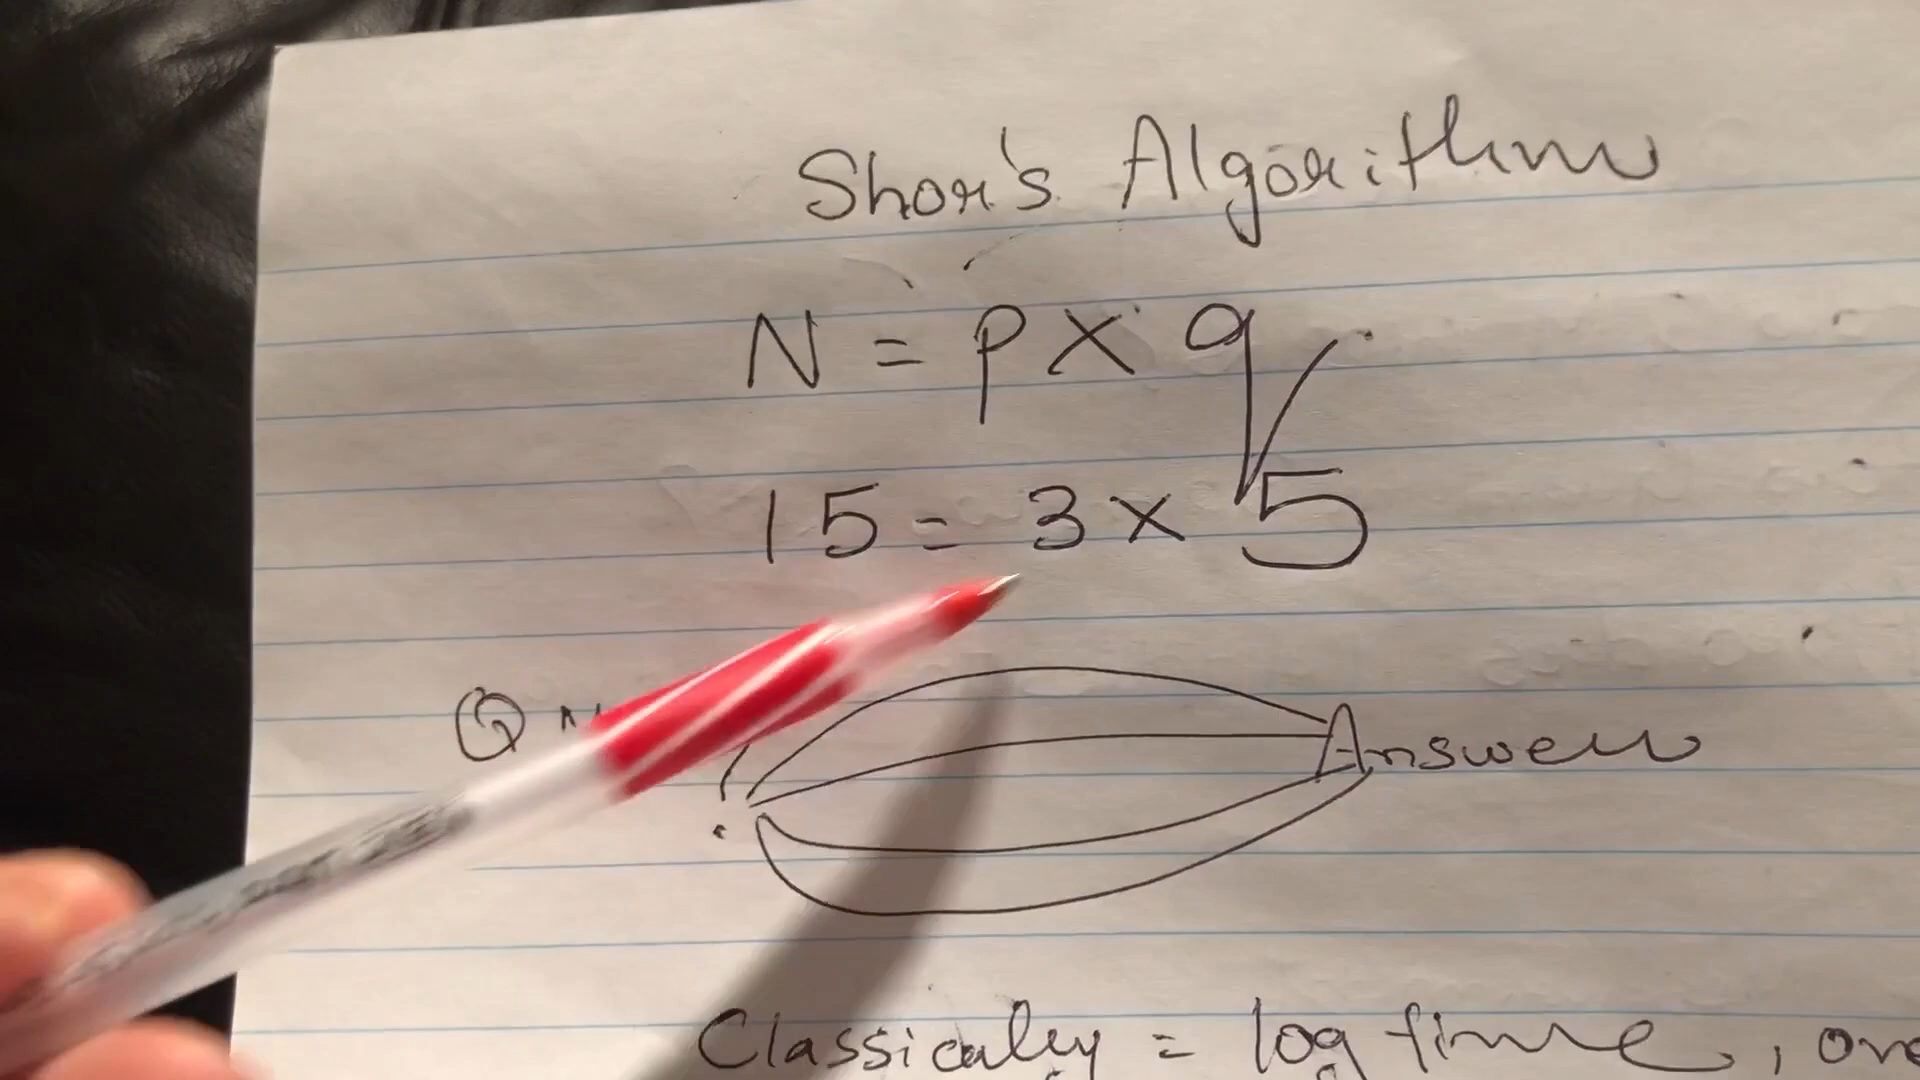 Shor's Algorithm
N = p X q
15 = 3 x 5
Answer
Classically = log time,